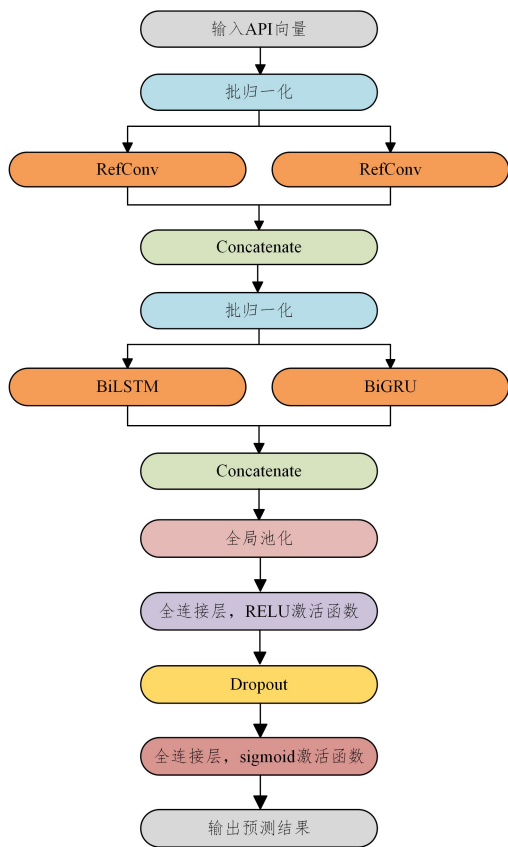 输入API向量
批归一化
RefConv
RefConv
Concatenate
批归一化
BiLSTM
BiGRU
Concatenate
全局池化
全连接层，RELU激活函数
Dropout
全连接层，sigmoid激活函数
输出预测结果